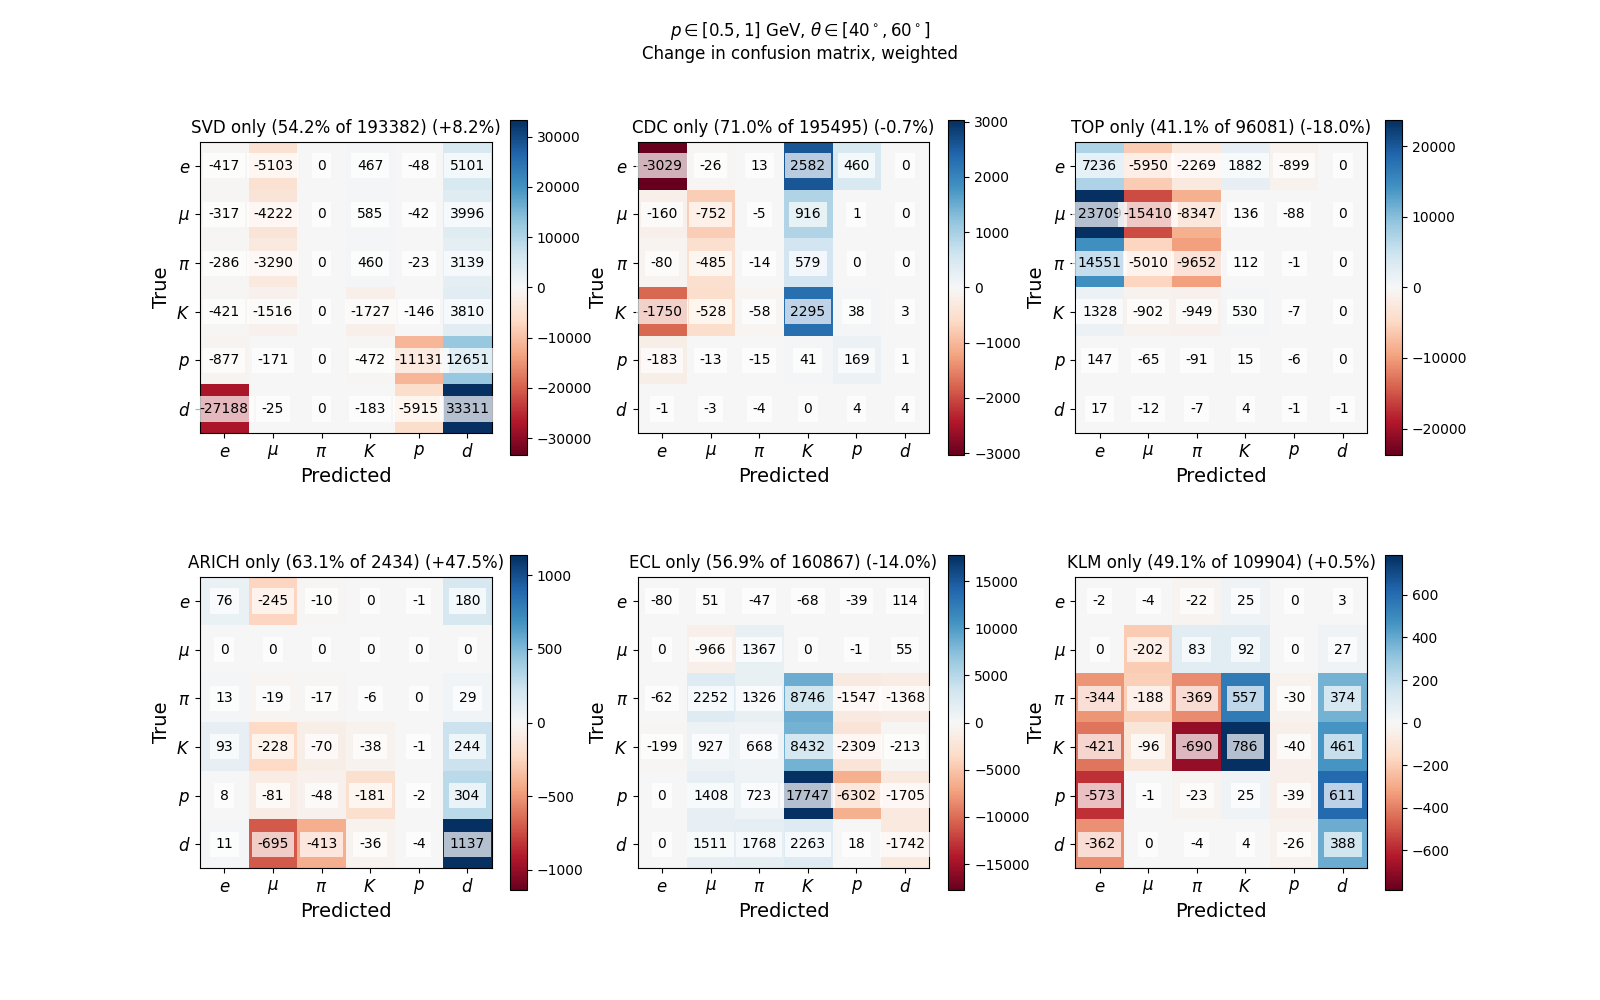 p ∈ [0.5, 1] GeV, θ ∈ [40°, 60°]
Change in confusion matrix, weighted
SVD only (54.2% of 193382) (+8.2%)
True
e -417 -5103 0 467 -48 5101
μ -317 -4222 0 585 -42 3996
π -286 -3290 0 460 -23 3139
K -421 -1516 0 -1727 -146 3810
p -877 -171 0 -472 -11131 12651
d -27188 -25 0 -183 -5915 33311
e μ π K p d
Predicted
30000
20000
10000
0
−10000
−20000
−30000
CDC only (71.0% of 195495) (-0.7%)
True
e -3029 -26 13 2582 460 0
μ -160 -752 -5 916 1 0
π -80 -485 -14 579 0 0
K -1750 -528 -58 2295 38 3
p -183 -13 -15 41 169 1
d -1 -3 -4 0 4 4
e μ π K p d
Predicted
3000
2000
1000
0
−1000
−2000
−3000
TOP only (41.1% of 96081) (-18.0%)
True
e 7236 -5950 -2269 1882 -899 0
μ 23709 -15410 -8347 136 -88 0
π 14551 -5010 -9652 112 -1 0
K 1328 -902 -949 530 -7 0
p 147 -65 -91 15 -6 0
d 17 -12 -7 4 -1 -1
e μ π K p d
Predicted
20000
10000
0
−10000
−20000
ARICH only (63.1% of 2434) (+47.5%)
True
e 76 -245 -10 0 -1 180
μ 0 0 0 0 0 0
π 13 -19 -17 -6 0 29
K 93 -228 -70 -38 -1 244
p 8 -81 -48 -181 -2 304
d 11 -695 -413 -36 -4 1137
e μ π K p d
Predicted
1000
500
0
−500
−1000
ECL only (56.9% of 160867) (-14.0%)
True
e -80 51 -47 -68 -39 114
μ 0 -966 1367 0 -1 55
π -62 2252 1326 8746 -1547 -1368
K -199 927 668 8432 -2309 -213
p 0 1408 723 17747 -6302 -1705
d 0 1511 1768 2263 18 -1742
e μ π K p d
Predicted
15000
10000
5000
0
−5000
−10000
−15000
KLM only (49.1% of 109904) (+0.5%)
True
e -2 -4 -22 25 0 3
μ 0 -202 83 92 0 27
π -344 -188 -369 557 -30 374
K -421 -96 -690 786 -40 461
p -573 -1 -23 25 -39 611
d -362 0 -4 4 -26 388
e μ π K p d
Predicted
600
400
200
0
−200
−400
−600